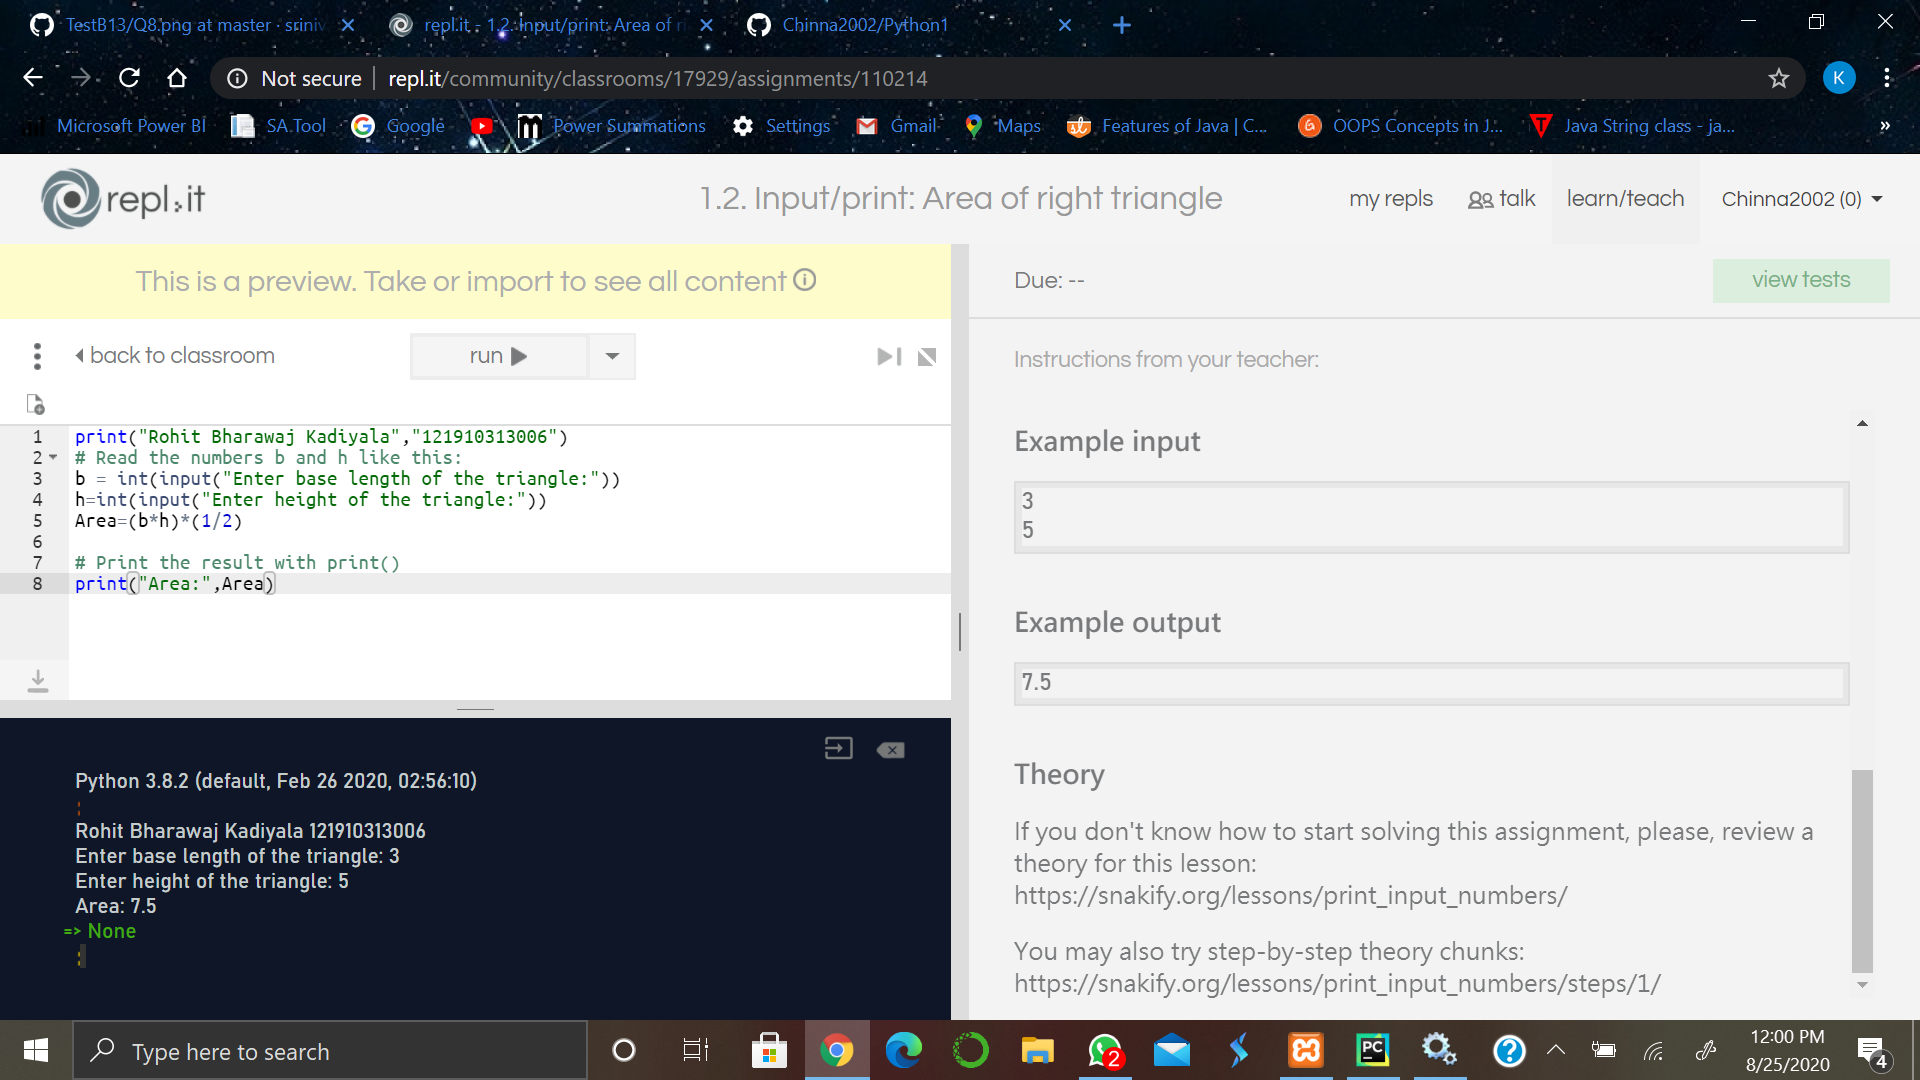 TestB13/Q8.png at master · sriniv
repl.it - 1.2. Input/print: Area of ri
Chinna2002/Python1
Not secure
repl.it/community/classrooms/17929/assignments/110214
K
Microsoft Power BI
SA Tool
Google
Power Summations
Settings
Gmail
Maps
Features of Java | C...
OOPS Concepts in J...
Java String class - ja...
»
repl.it
1.2. Input/print: Area of right triangle
my repls
talk
learn/teach
Chinna2002 (0)
This is a preview. Take or import to see all content
Due: --
view tests
back to classroom
run
Instructions from your teacher:
1 print("Rohit Bharawaj Kadiyala","121910313006")
2 # Read the numbers b and h like this:
3 b = int(input("Enter base length of the triangle:"))
4 h=int(input("Enter height of the triangle:"))
5 Area=(b*h)*(1/2)
6
7 # Print the result with print()
8 print("Area:",Area)
Example input
3
5
Example output
7.5
Theory
If you don't know how to start solving this assignment, please, review a
theory for this lesson:
https://snakify.org/lessons/print_input_numbers/
You may also try step-by-step theory chunks:
https://snakify.org/lessons/print_input_numbers/steps/1/
Python 3.8.2 (default, Feb 26 2020, 02:56:10)
Rohit Bharawaj Kadiyala 121910313006
Enter base length of the triangle: 3
Enter height of the triangle: 5
Area: 7.5
=> None
Type here to search
2
PC
12:00 PM
8/25/2020
4